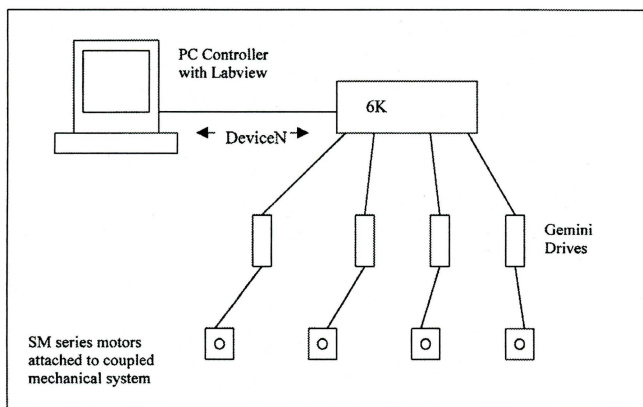 PC Controller
with Labview
6K
DeviceN
Gemini
Drives
SM series motors
attached to coupled
mechanical system